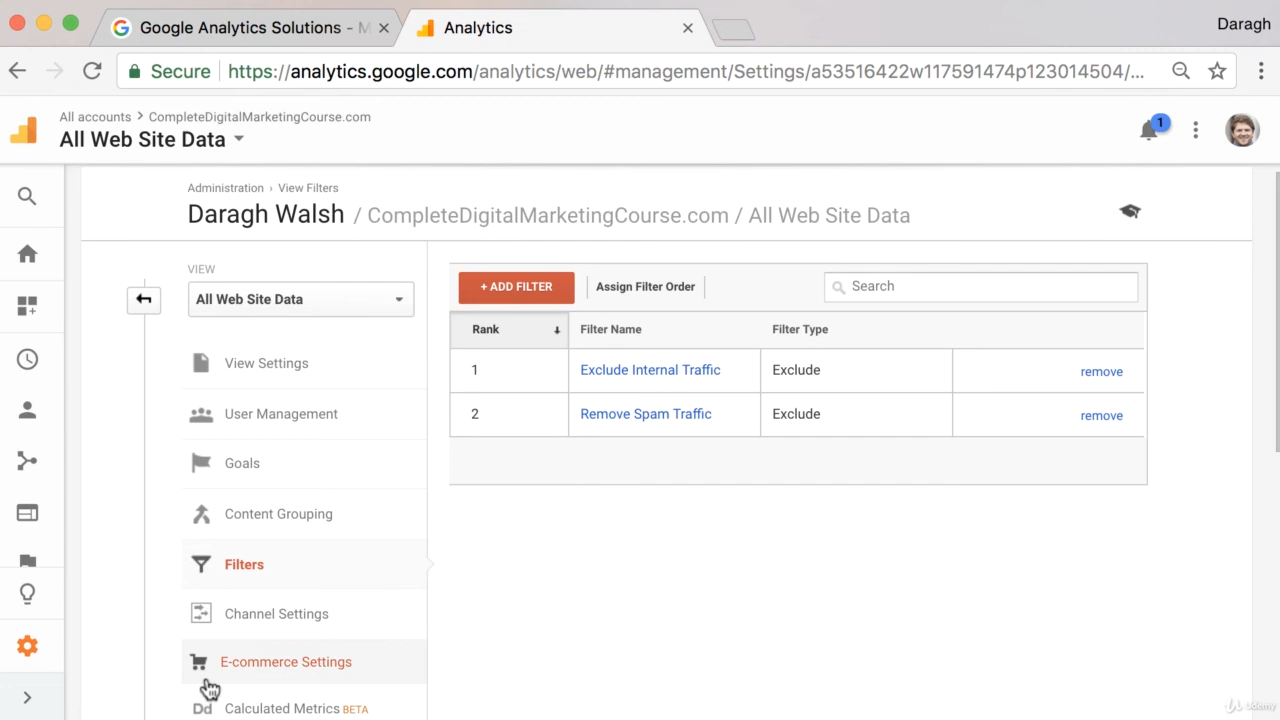 Google Analytics Solutions - M
Analytics
Daragh
Secure
https://analytics.google.com/analytics/web/#management/Settings/a53516422w117591474p123014504/...
All accounts > CompleteDigitalMarketingCourse.com
All Web Site Data
1
Administration › View Filters
Daragh Walsh / CompleteDigitalMarketingCourse.com / All Web Site Data
VIEW
All Web Site Data
View Settings
User Management
Goals
Content Grouping
Filters
Channel Settings
E-commerce Settings
Dd Calculated Metrics BETA
+ ADD FILTER
Assign Filter Order
Search
Rank Filter Name Filter Type
1 Exclude Internal Traffic Exclude remove
2 Remove Spam Traffic Exclude remove
Udemy